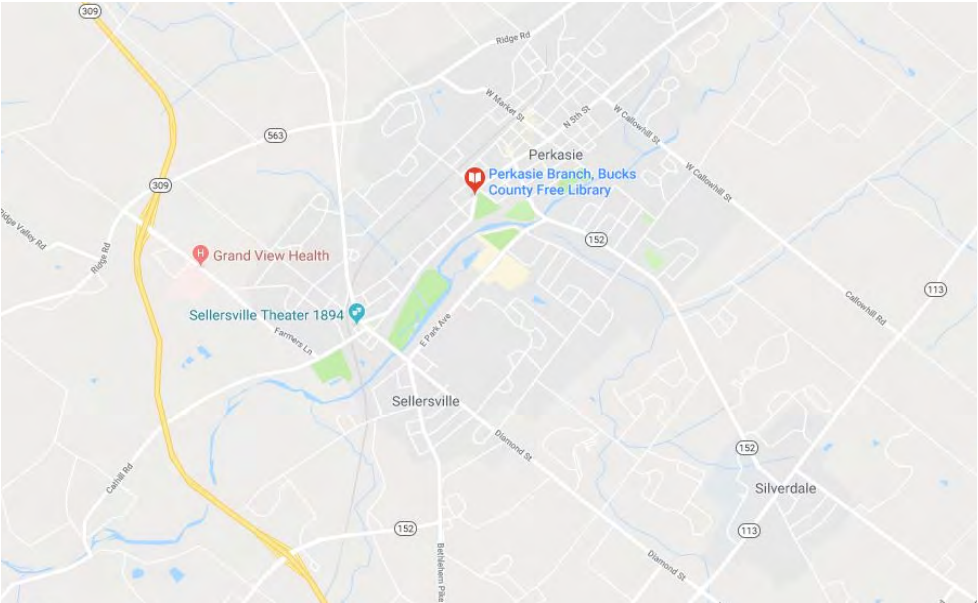 309
Ridge Rd
W Market St
N 5th St
W Callowhill St
563
Perkasie
W Callowhill St
Perkasie Branch, Bucks
County Free Library
309
Ridge Valley Rd
Ridge Rd
152
Grand View Health
H
113
Callowhill Rd
Sellersville Theater 1894
Farmers Ln
E Park Ave
Sellersville
Diamond St
152
Cathill Rd
Silverdale
152
113
Bethlehem Pike
Diamond St